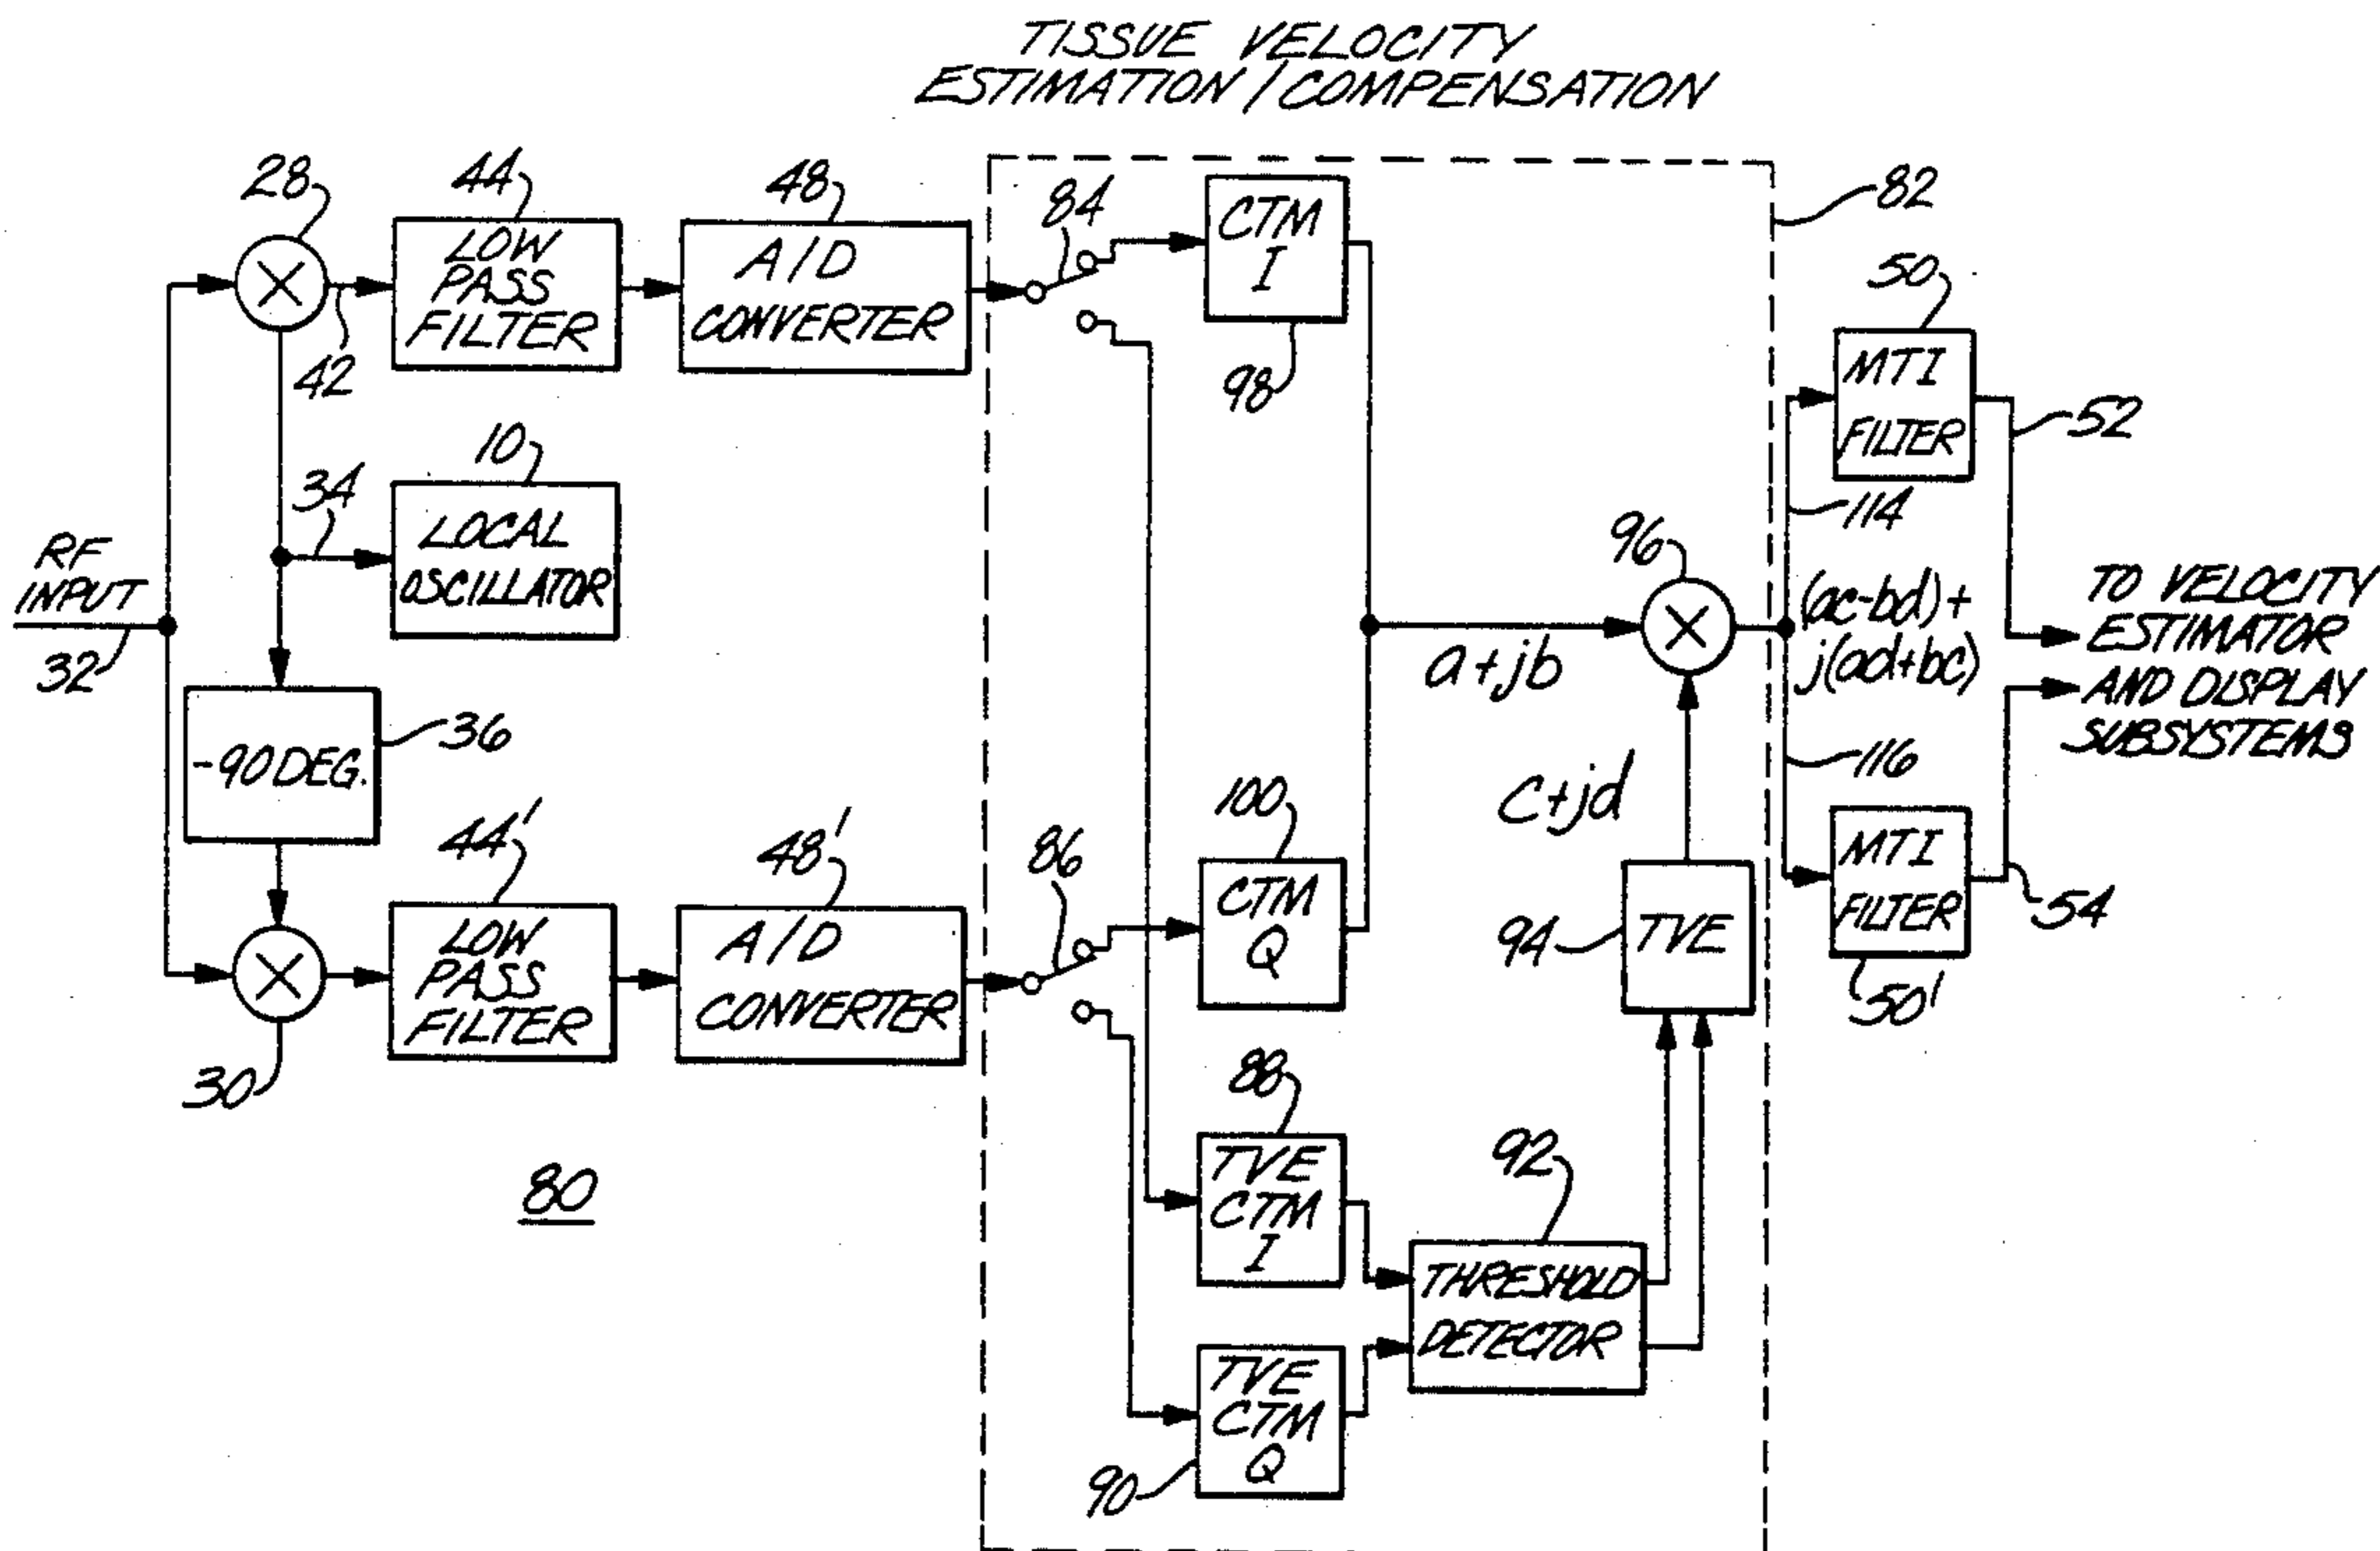 TISSUE VELOCITY
ESTIMATION/COMPENSATION
28
44
48
84
CTM
I
82
LOW
PASS
FILTER
A/D
CONVERTER
42
98
50
MTI
FILTER
52
10
34
LOCAL
OSCILLATOR
RF
INPUT
32
96
114
a+jb
(ac-bd)+
j(ad+bc)
TO VELOCITY
ESTIMATOR
AND DISPLAY
SUBSYSTEMS
-90 DEG.
36
116
c+jd
44'
48'
86
100
CTM
Q
LOW
PASS
FILTER
A/D
CONVERTER
94
TVE
MTI
FILTER
54
50'
30
80
88
TVE
CTM
I
92
THRESHOLD
DETECTOR
TVE
CTM
Q
90